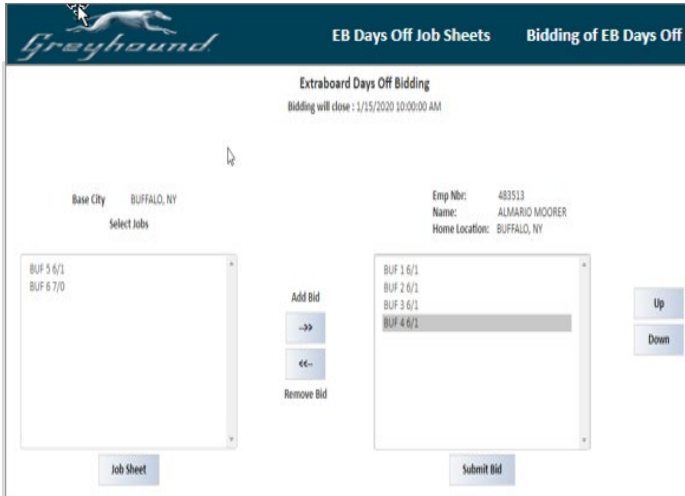 Greyhound.
EB Days Off Job Sheets
Bidding of EB Days Off
Extraboard Days Off Bidding
Bidding will close : 1/15/2020 10:00:00 AM
Base City BUFFALO, NY
Select Jobs
Emp Nbr: 483513
Name: ALMARIO MOORER
Home Location: BUFFALO, NY
BUF 5 6/1
BUF 6 7/0
Add Bid
-->>
<<--
Remove Bid
BUF 1 6/1
BUF 2 6/1
BUF 3 6/1
BUF 4 6/1
Up
Down
Job Sheet
Submit Bid